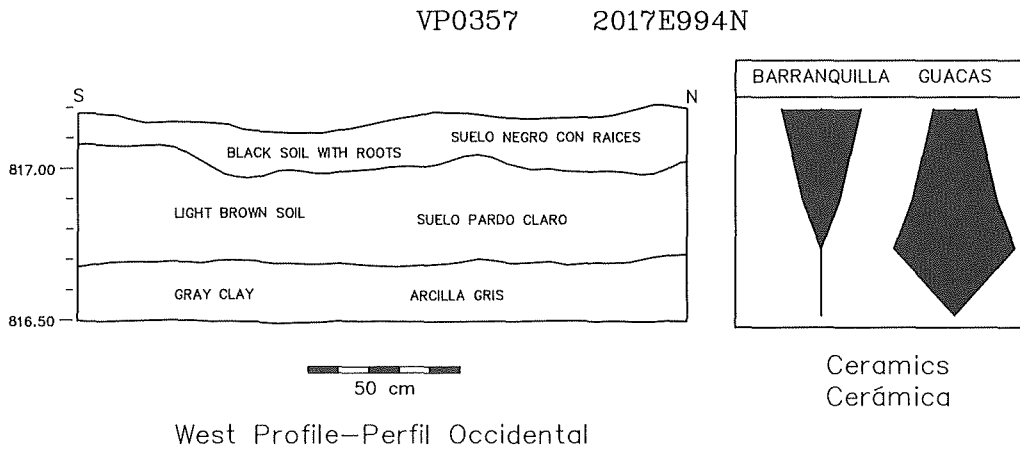 VP0357 2017E994N
BARRANQUILLA GUACAS
S N
SUELO NEGRO CON RAICES
BLACK SOIL WITH ROOTS
817.00
LIGHT BROWN SOIL SUELO PARDO CLARO
GRAY CLAY ARCILLA GRIS
816.50
50 cm
Ceramics
Cerámica
West Profile–Perfil Occidental